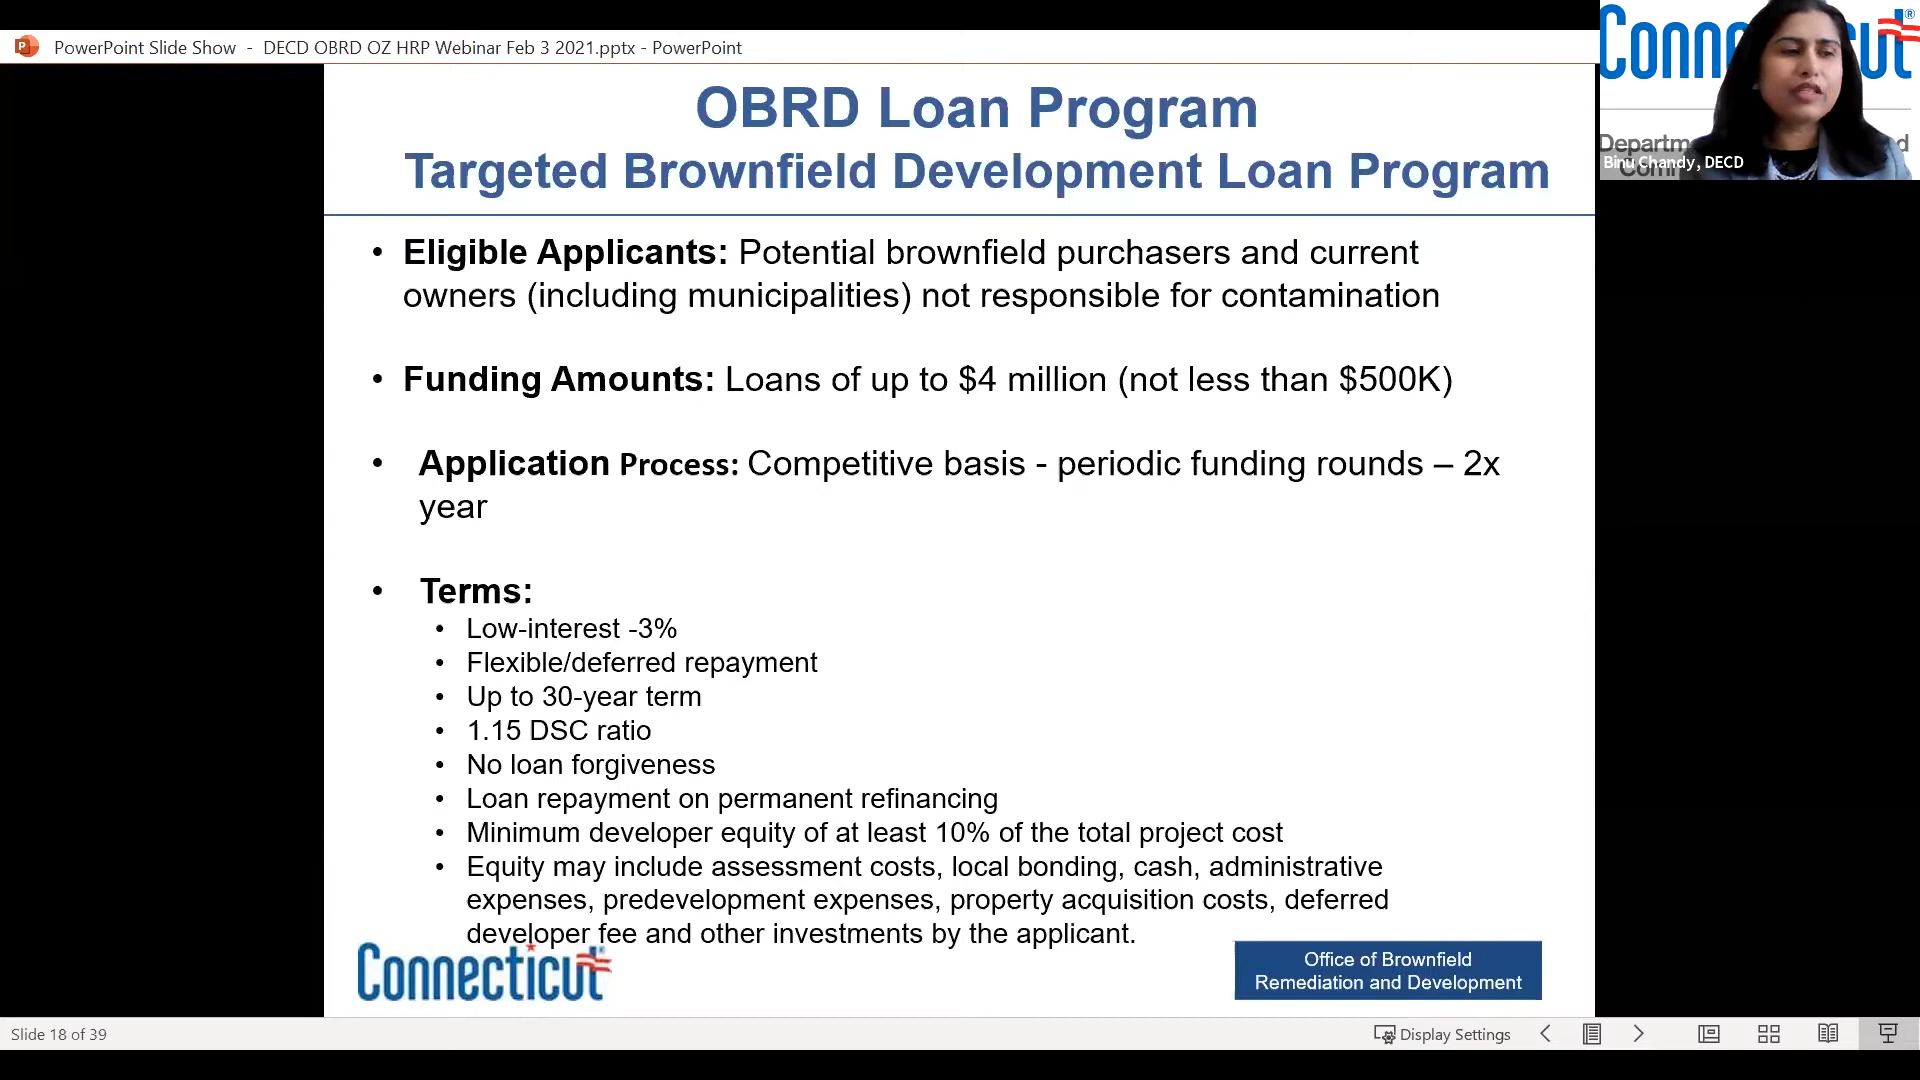 PowerPoint Slide Show - DECD OBRD OZ HRP Webinar Feb 3 2021.pptx - PowerPoint
OBRD Loan Program
Targeted Brownfield Development Loan Program
• Eligible Applicants: Potential brownfield purchasers and current
owners (including municipalities) not responsible for contamination
• Funding Amounts: Loans of up to $4 million (not less than $500K)
• Application Process: Competitive basis - periodic funding rounds – 2x
year
• Terms:
• Low-interest -3%
• Flexible/deferred repayment
• Up to 30-year term
• 1.15 DSC ratio
• No loan forgiveness
• Loan repayment on permanent refinancing
• Minimum developer equity of at least 10% of the total project cost
• Equity may include assessment costs, local bonding, cash, administrative
expenses, predevelopment expenses, property acquisition costs, deferred
developer fee and other investments by the applicant.
Connecticut
Office of Brownfield
Remediation and Development
Binu Chandy, DECD
Slide 18 of 39
Display Settings